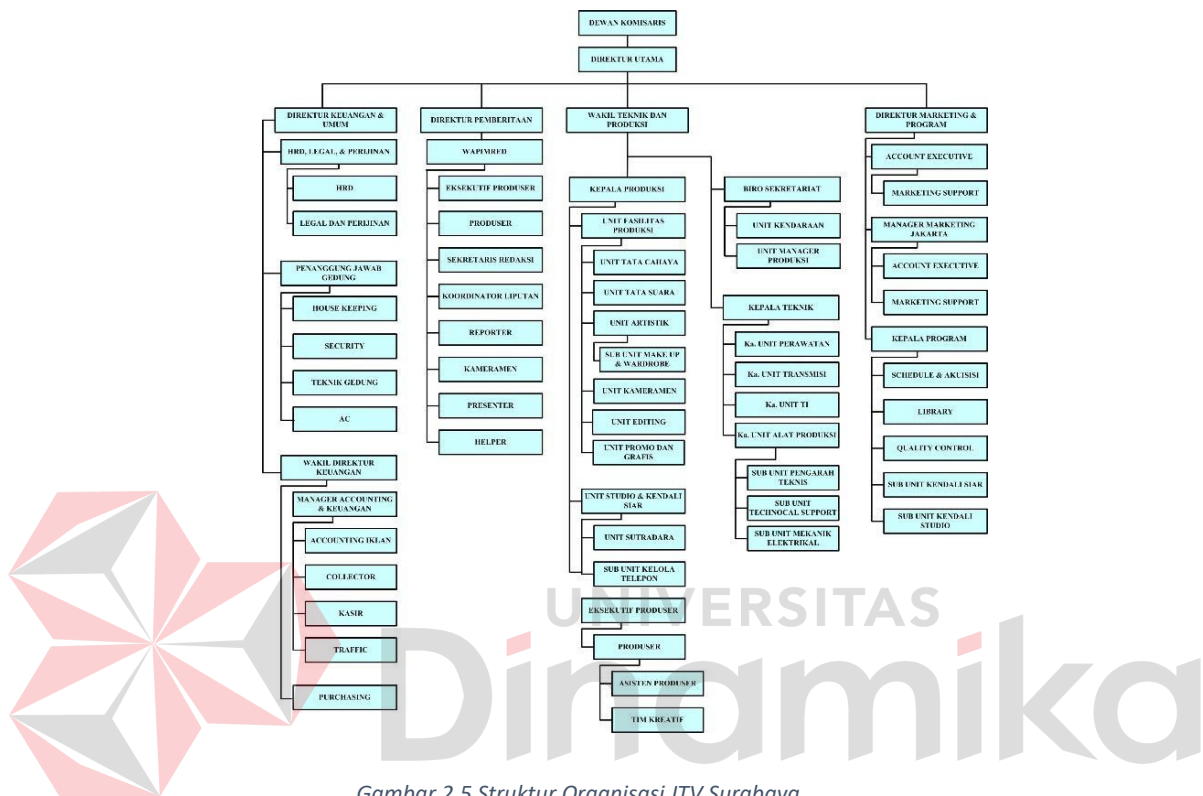 DEWAN KOMISARIS
DIREKTUR UTAMA
DIREKTUR KEUANGAN &
UMUM
HRD, LEGAL, & PERIJINAN
HRD
LEGAL DAN PERIJINAN
PENANGGUNG JAWAB
GEDUNG
HOUSE KEEPING
SECURITY
TEKNIK GEDUNG
AC
WAKIL DIREKTUR
KEUANGAN
MANAGER ACCOUNTING
& KEUANGAN
ACCOUNTING IKLAN
COLLECTOR
KASIR
TRAFFIC
PURCHASING
DIREKTUR PEMBERITAAN
WAPIMRED
EKSEKUTIF PRODUSER
PRODUSER
SEKRETARIS REDAKSI
KOORDINATOR LIPUTAN
REPORTER
KAMERAMEN
PRESENTER
HELPER
WAKIL TEKNIK DAN
PRODUKSI
KEPALA PRODUKSI
UNIT FASILITAS
PRODUKSI
UNIT TATA CAHAYA
UNIT TATA SUARA
UNIT ARTISTIK
SUB UNIT MAKE UP
& WARDROBE
UNIT KAMERAMEN
UNIT EDITING
UNIT PROMO DAN
GRAFIS
UNIT STUDIO & KENDALI
SIAR
UNIT SUTRADARA
SUB UNIT KELOLA
TELEPON
EKSEKUTIF PRODUSER
PRODUSER
ASISTEN PRODUSER
TIM KREATIF
BIRO SEKRETARIAT
UNIT KENDARAAN
UNIT MANAGER
PRODUKSI
KEPALA TEKNIK
Ka. UNIT PERAWATAN
Ka. UNIT TRANSMISI
Ka. UNIT TI
Ka. UNIT ALAT PRODUKSI
SUB UNIT PENGARAH
TEKNIS
SUB UNIT
TECHNOCAL SUPPORT
SUB UNIT MEKANIK
ELEKTRIKAL
DIREKTUR MARKETING &
PROGRAM
ACCOUNT EXECUTIVE
MARKETING SUPPORT
MANAGER MARKETING
JAKARTA
ACCOUNT EXECUTIVE
MARKETING SUPPORT
KEPALA PROGRAM
SCHEDULE & AKUISISI
LIBRARY
QUALITY CONTROL
SUB UNIT KENDALI SIAR
SUB UNIT KENDALI
STUDIO
UNIVERSITAS
Dinamika
Gambar 2.5 Struktur Organisasi JTV Surabaya